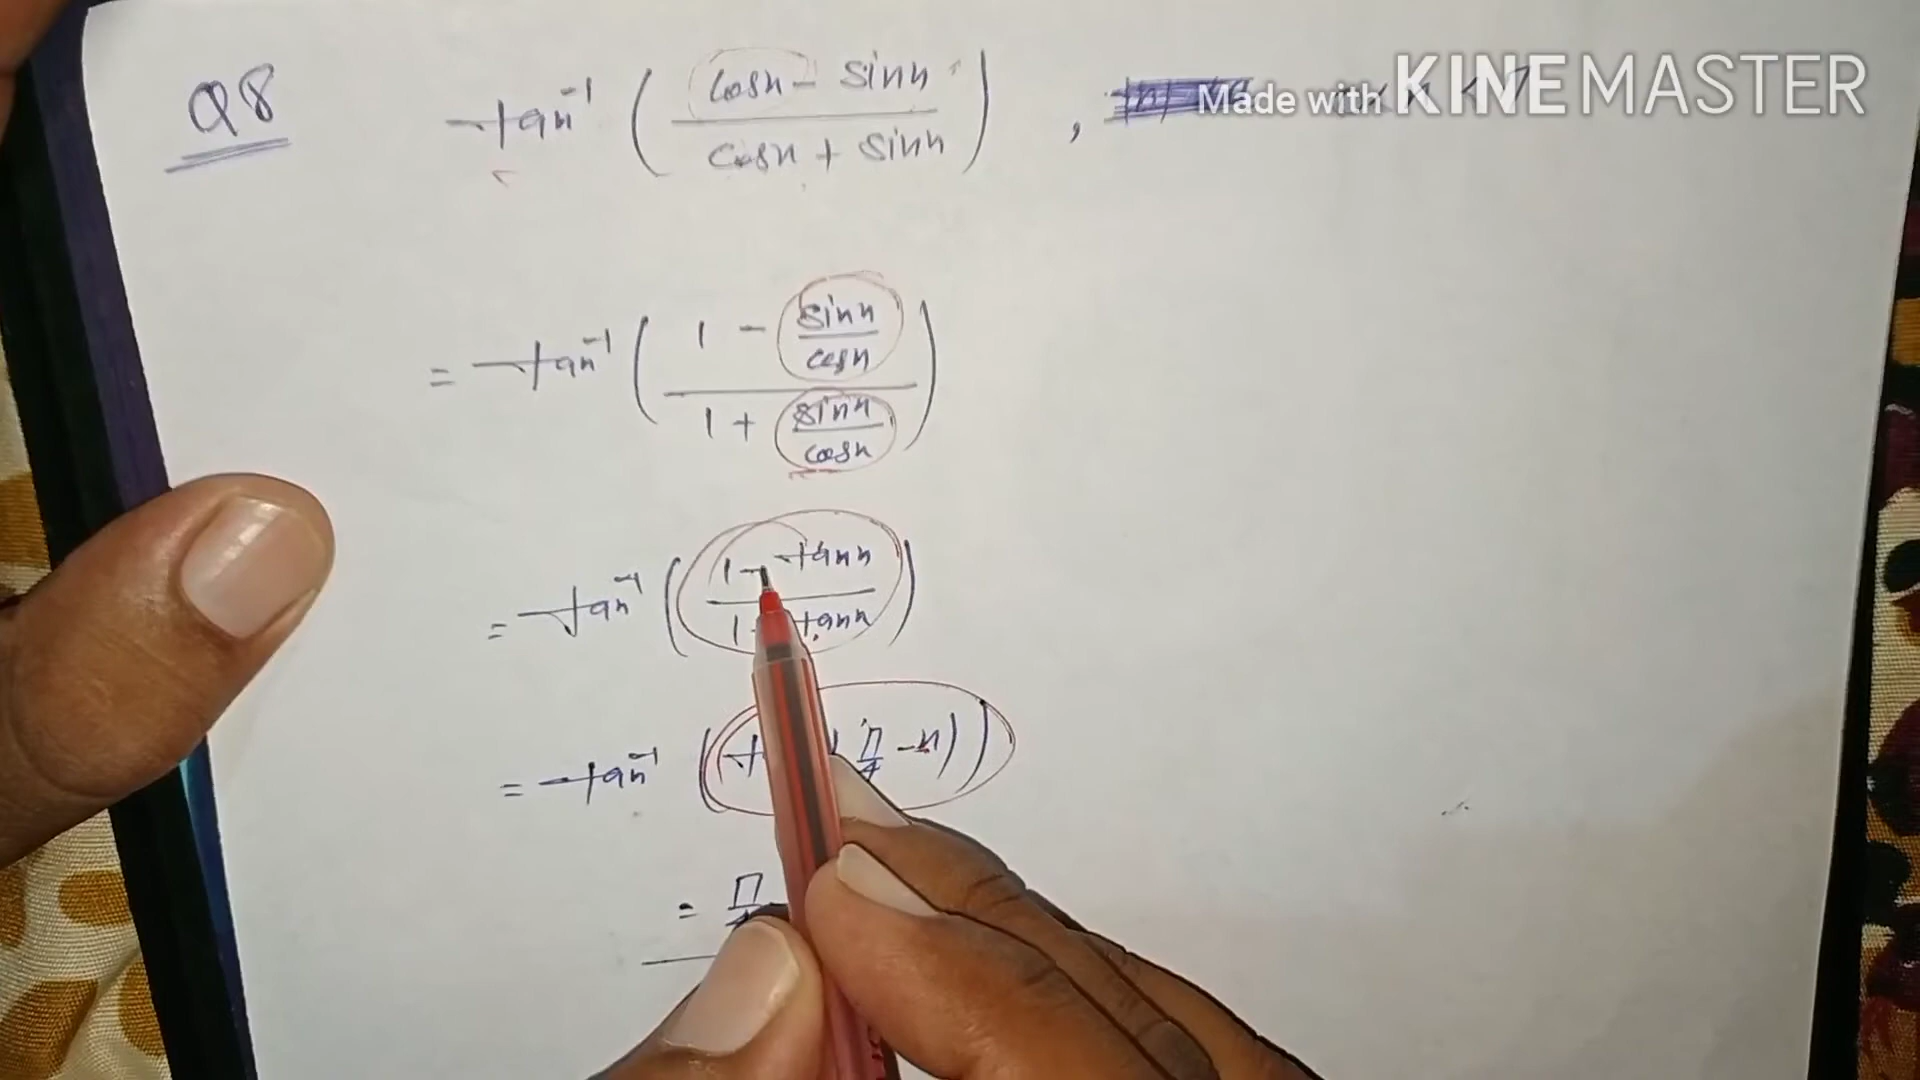 Q8 tan⁻¹ ( cosx - sinx / cosx + sinx ) ,
Made with KINEMASTER
= tan⁻¹ ( 1 - sinx/cosx / 1 + sinx/cosx )
= tan⁻¹ ( 1 - tanx / 1 tanx )
= tan⁻¹ ( π/4 - x ) )
= π